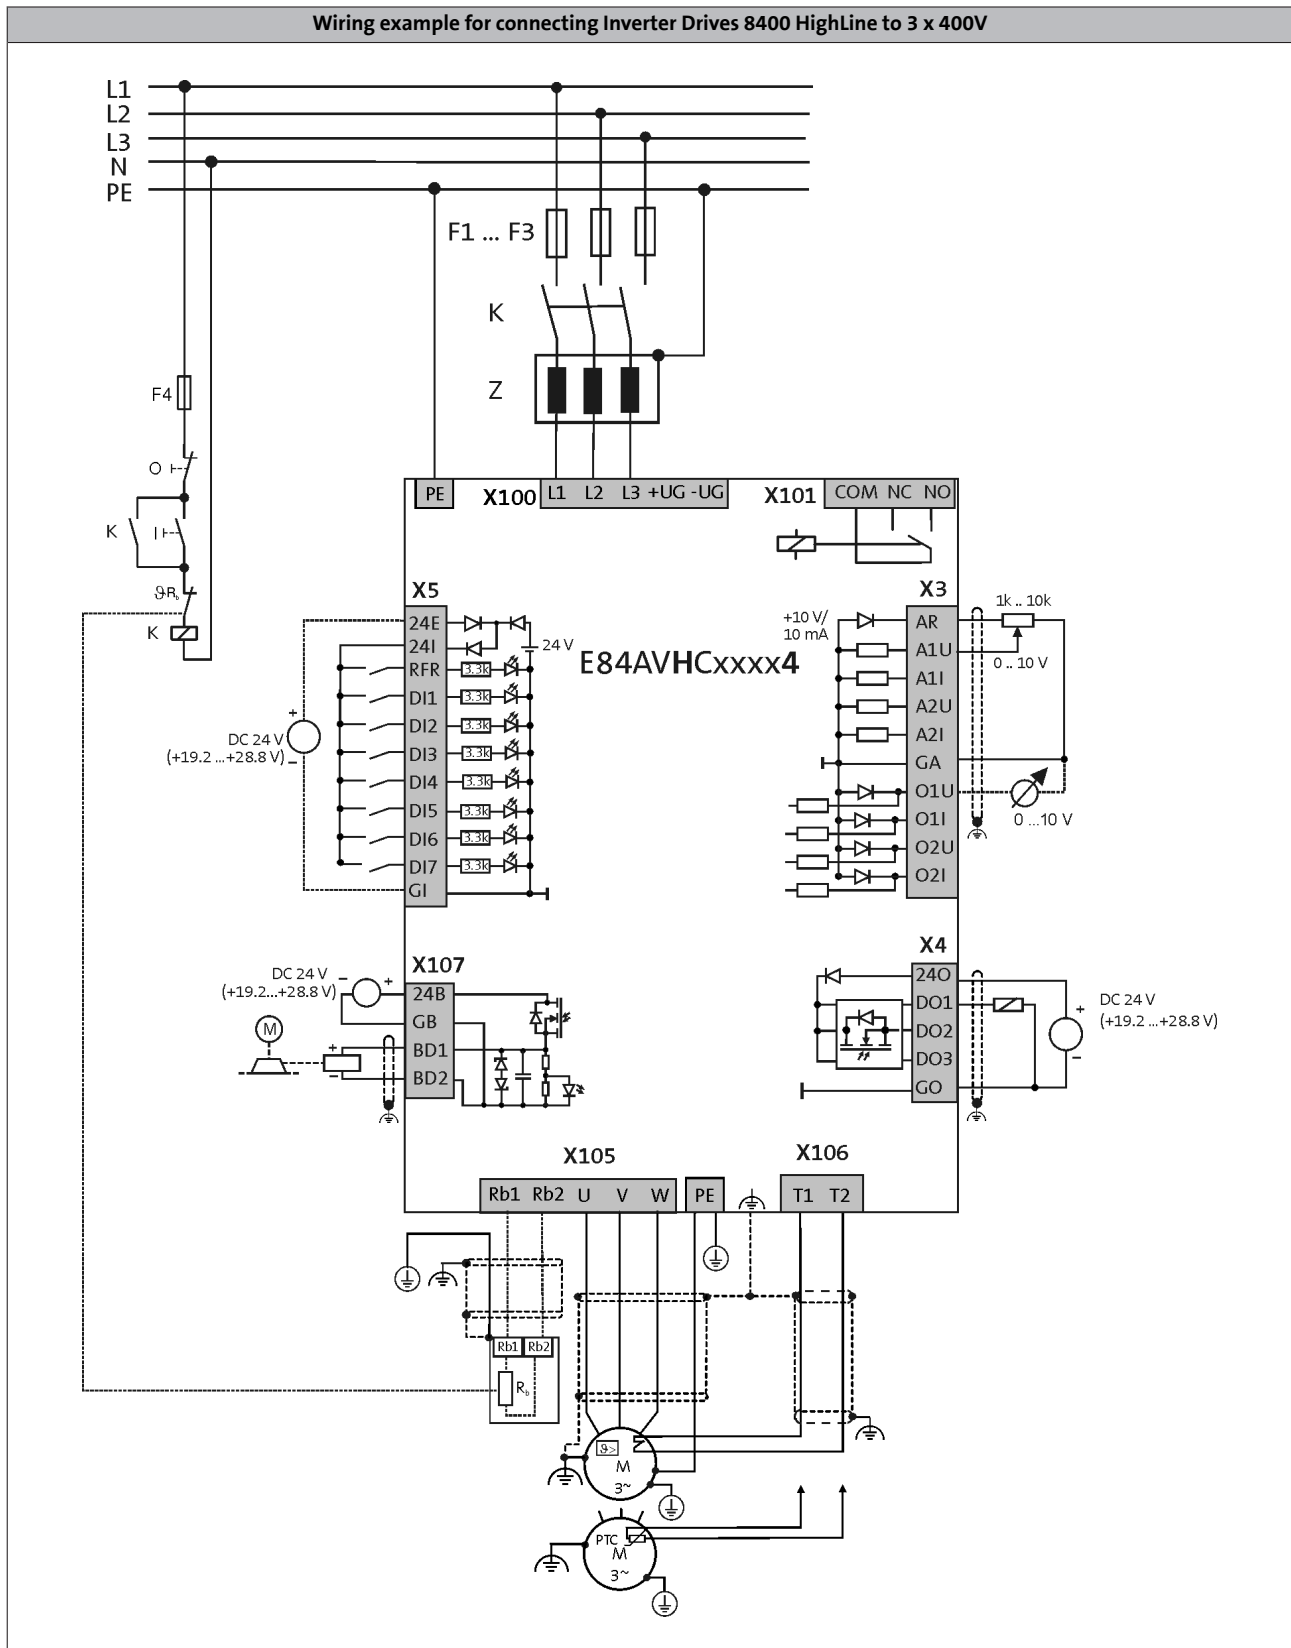 Wiring example for connecting Inverter Drives 8400 HighLine to 3 x 400V
L1
L2
L3
N
PE
F1 ... F3
K
Z
F4
O
K I
ϑRb
K
PE X100 L1 L2 L3 +UG -UG X101 COM NC NO
X5
24E
24I
24 V
RFR 3.3k
DI1 3.3k
DI2 3.3k
DI3 3.3k
DI4 3.3k
DI5 3.3k
DI6 3.3k
DI7 3.3k
GI
+
DC 24 V
(+19.2 ...+28.8 V)
–
E84AVHCxxxx4
X3
+10 V/
10 mA
AR
A1U
A1I
A2U
A2I
GA
O1U
O1I
O2U
O2I
1k .. 10k
0 .. 10 V
0 ...10 V
X107
DC 24 V – +
(+19.2...+28.8 V)
24B
GB
BD1
BD2
M
+
–
X4
24O
DO1
DO2
DO3
GO
DC 24 V
(+19.2 ...+28.8 V)
+
–
X105
Rb1 Rb2 U V W PE
X106
T1 T2
Rb1 Rb2
Rb
ϑ>
M
3~
PTC
M
3~